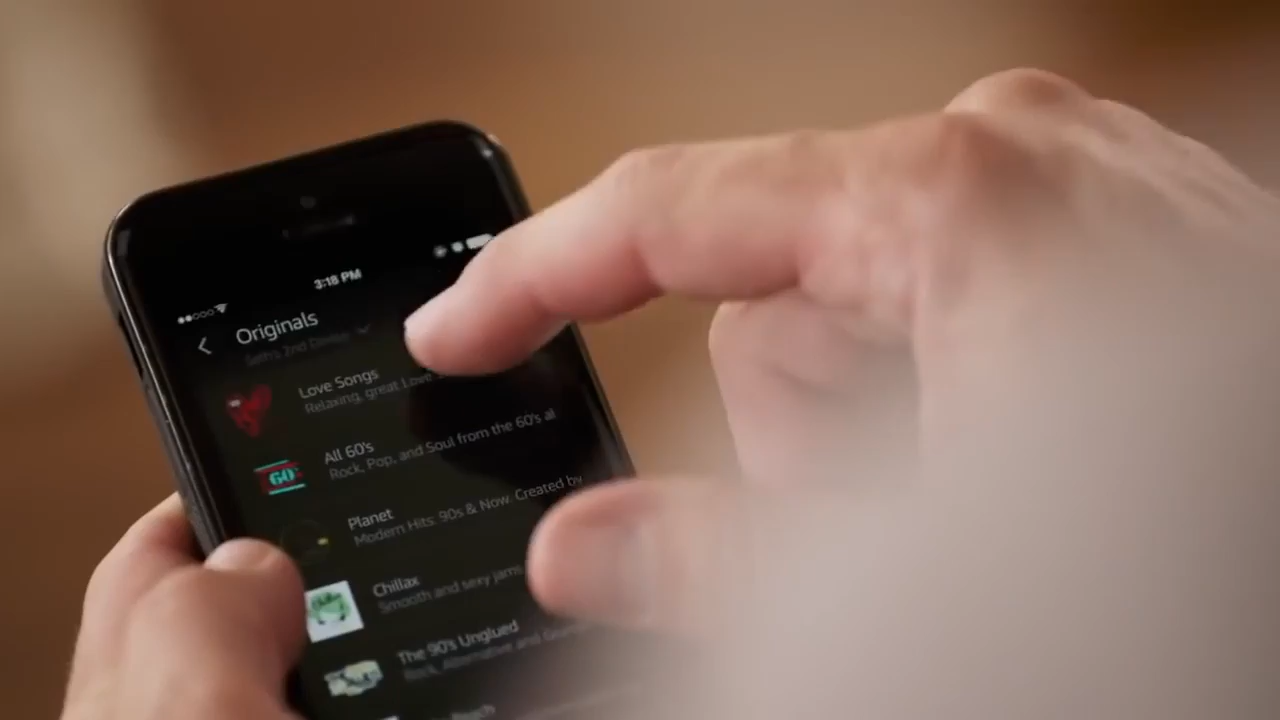 3:18 PM
Originals
Love Songs
Relaxing, great Love
60
All 60's
Rock, Pop, and Soul from the 60's al
Planet
Modern Hits: 90s & Now. Created by
Chillax
Smooth and sexy jams
The 90's Unglued
Rock, Alternative and